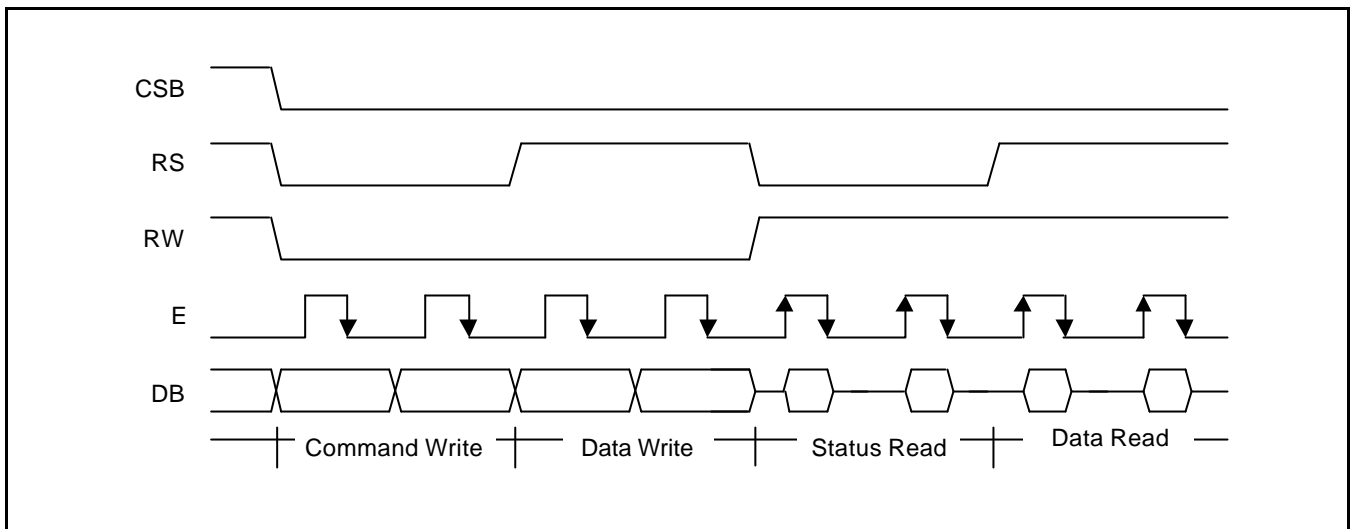 CSB
RS
RW
E
DB
Command Write Data Write Status Read Data Read